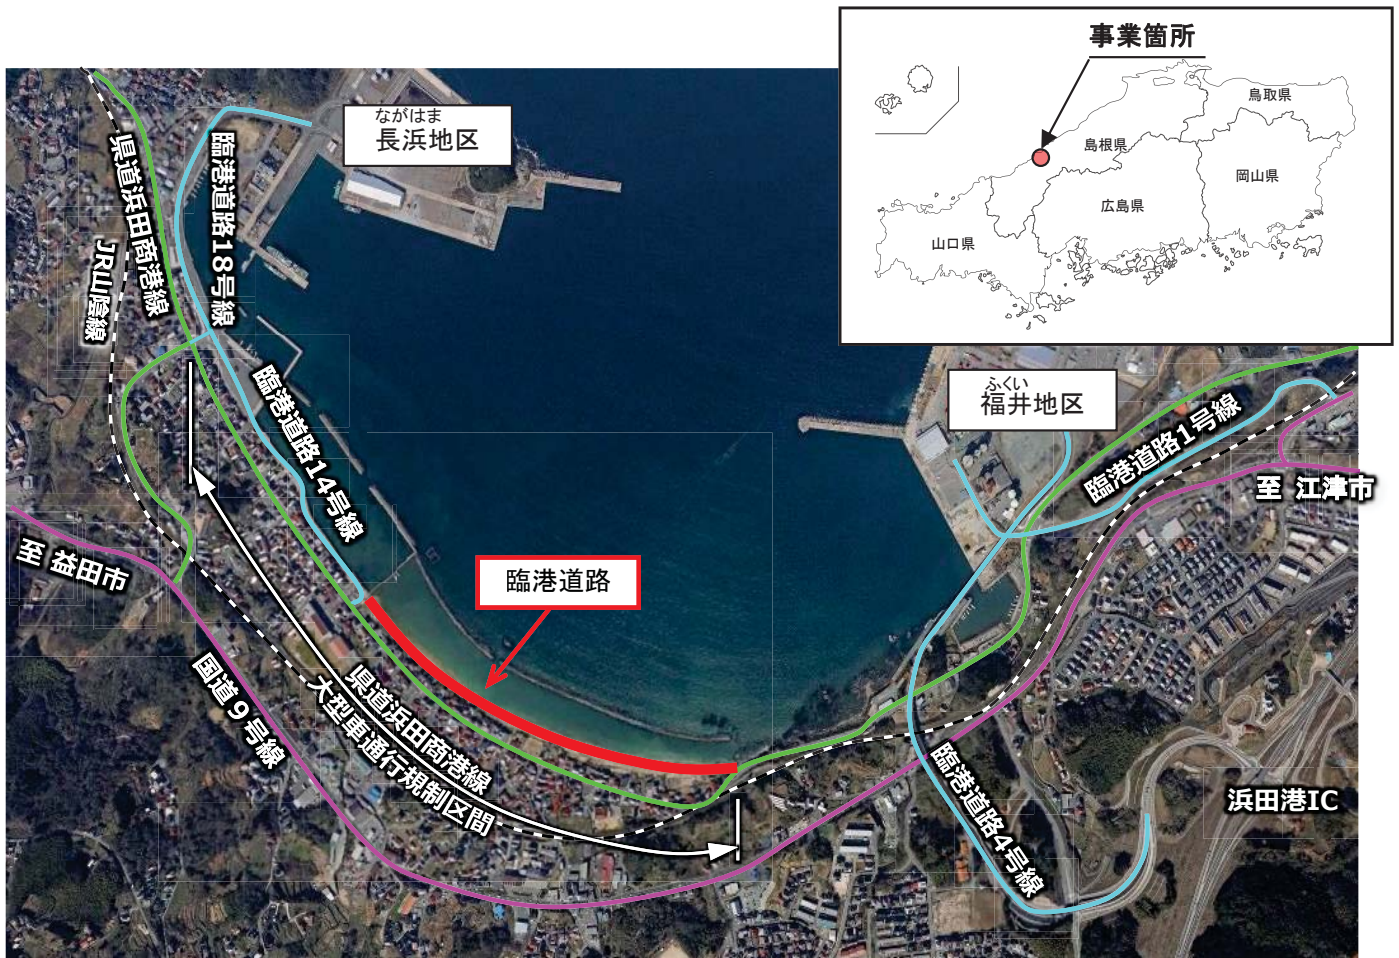 事業箇所
鳥取県
島根県
岡山県
広島県
山口県
ながはま
長浜地区
臨港道路18号線
県道浜田商港線
JR山陰線
臨港道路14号線
ふくい
福井地区
臨港道路1号線
至 江津市
至 益田市
臨港道路
国道9号線
県道浜田商港線
大型車通行規制区間
臨港道路4号線
浜田港IC